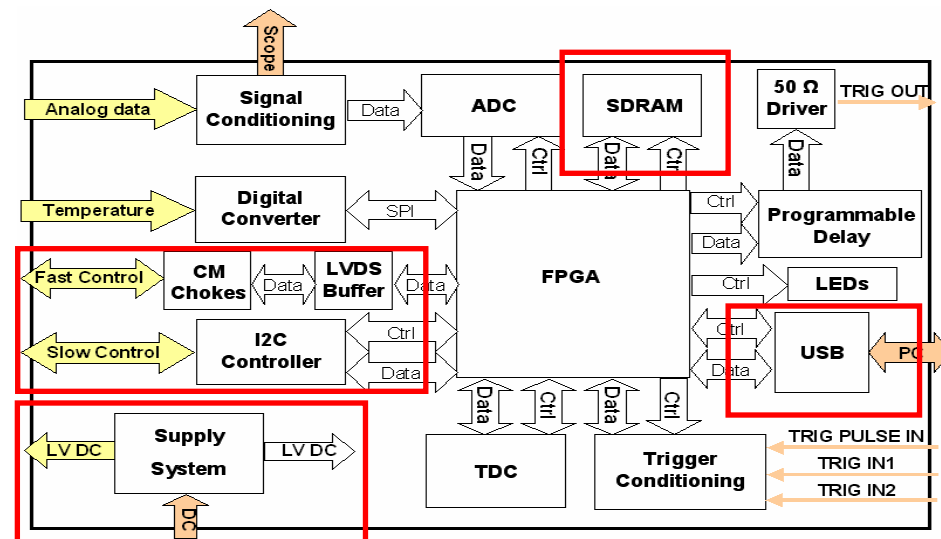 Scope
Analog data
Signal
Conditioning
Data
ADC
SDRAM
50 Ω
Driver
TRIG OUT
Data
Ctrl
Data
Ctrl
Data
Temperature
Digital
Converter
SPI
FPGA
Ctrl
Data
Programmable
Delay
Fast Control
CM
Chokes
Data
LVDS
Buffer
Data
Ctrl
LEDs
Slow Control
I2C
Controller
Ctrl
Data
Ctrl
Data
USB
PC
LV DC
Supply
System
LV DC
DC
Data
Ctrl
Data
Ctrl
TDC
Trigger
Conditioning
TRIG PULSE IN
TRIG IN1
TRIG IN2